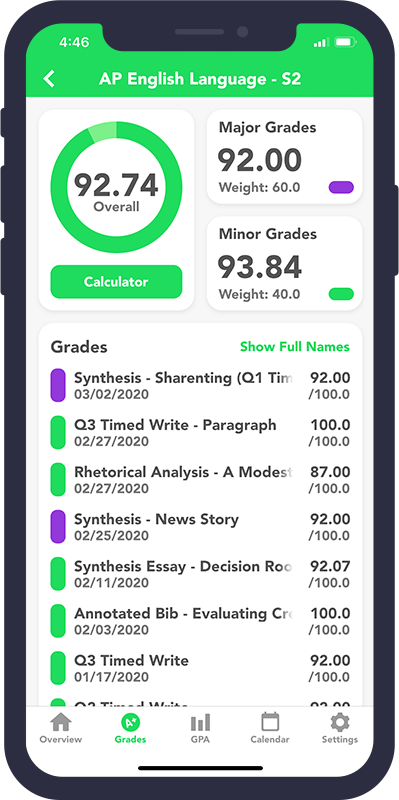 4:46
AP English Language - S2
92.74
Overall
Calculator
Major Grades
92.00
Weight: 60.0
Minor Grades
93.84
Weight: 40.0
Grades
Show Full Names
Synthesis - Sharenting (Q1 Tim
92.00
03/02/2020
/100.0
Q3 Timed Write - Paragraph
100.0
02/27/2020
/100.0
Rhetorical Analysis - A Modest
87.00
02/27/2020
/100.0
Synthesis - News Story
92.00
02/25/2020
/100.0
Synthesis Essay - Decision Roo
92.07
02/11/2020
/100.0
Annotated Bib - Evaluating Cre
100.0
02/03/2020
/100.0
Q3 Timed Write
92.00
01/17/2020
/100.0
A+
Overview
Grades
GPA
Calendar
Settings